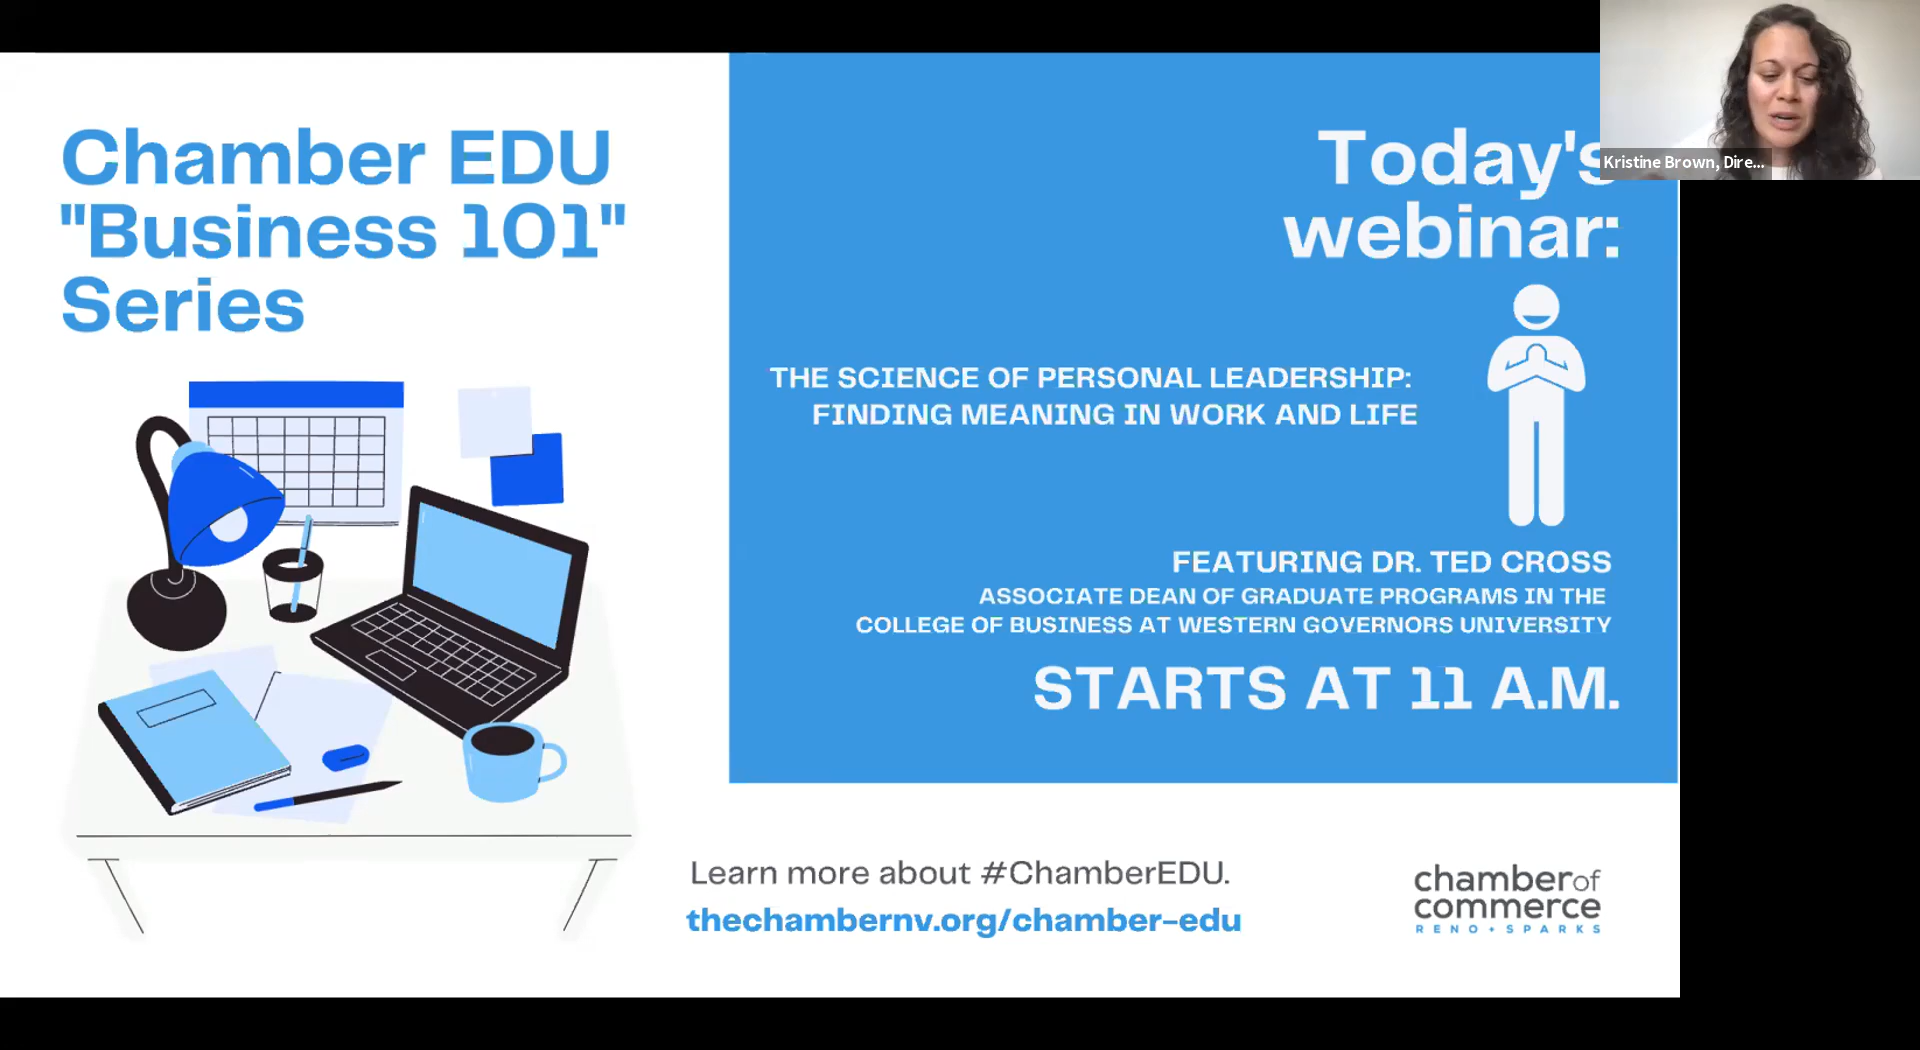 Chamber EDU
"Business 101"
Series
Today's
webinar:
THE SCIENCE OF PERSONAL LEADERSHIP:
FINDING MEANING IN WORK AND LIFE
FEATURING DR. TED CROSS
ASSOCIATE DEAN OF GRADUATE PROGRAMS IN THE
COLLEGE OF BUSINESS AT WESTERN GOVERNORS UNIVERSITY
STARTS AT 11 A.M.
Learn more about #ChamberEDU.
thechambernv.org/chamber-edu
chamber of
commerce
RENO + SPARKS
Kristine Brown, Dire...